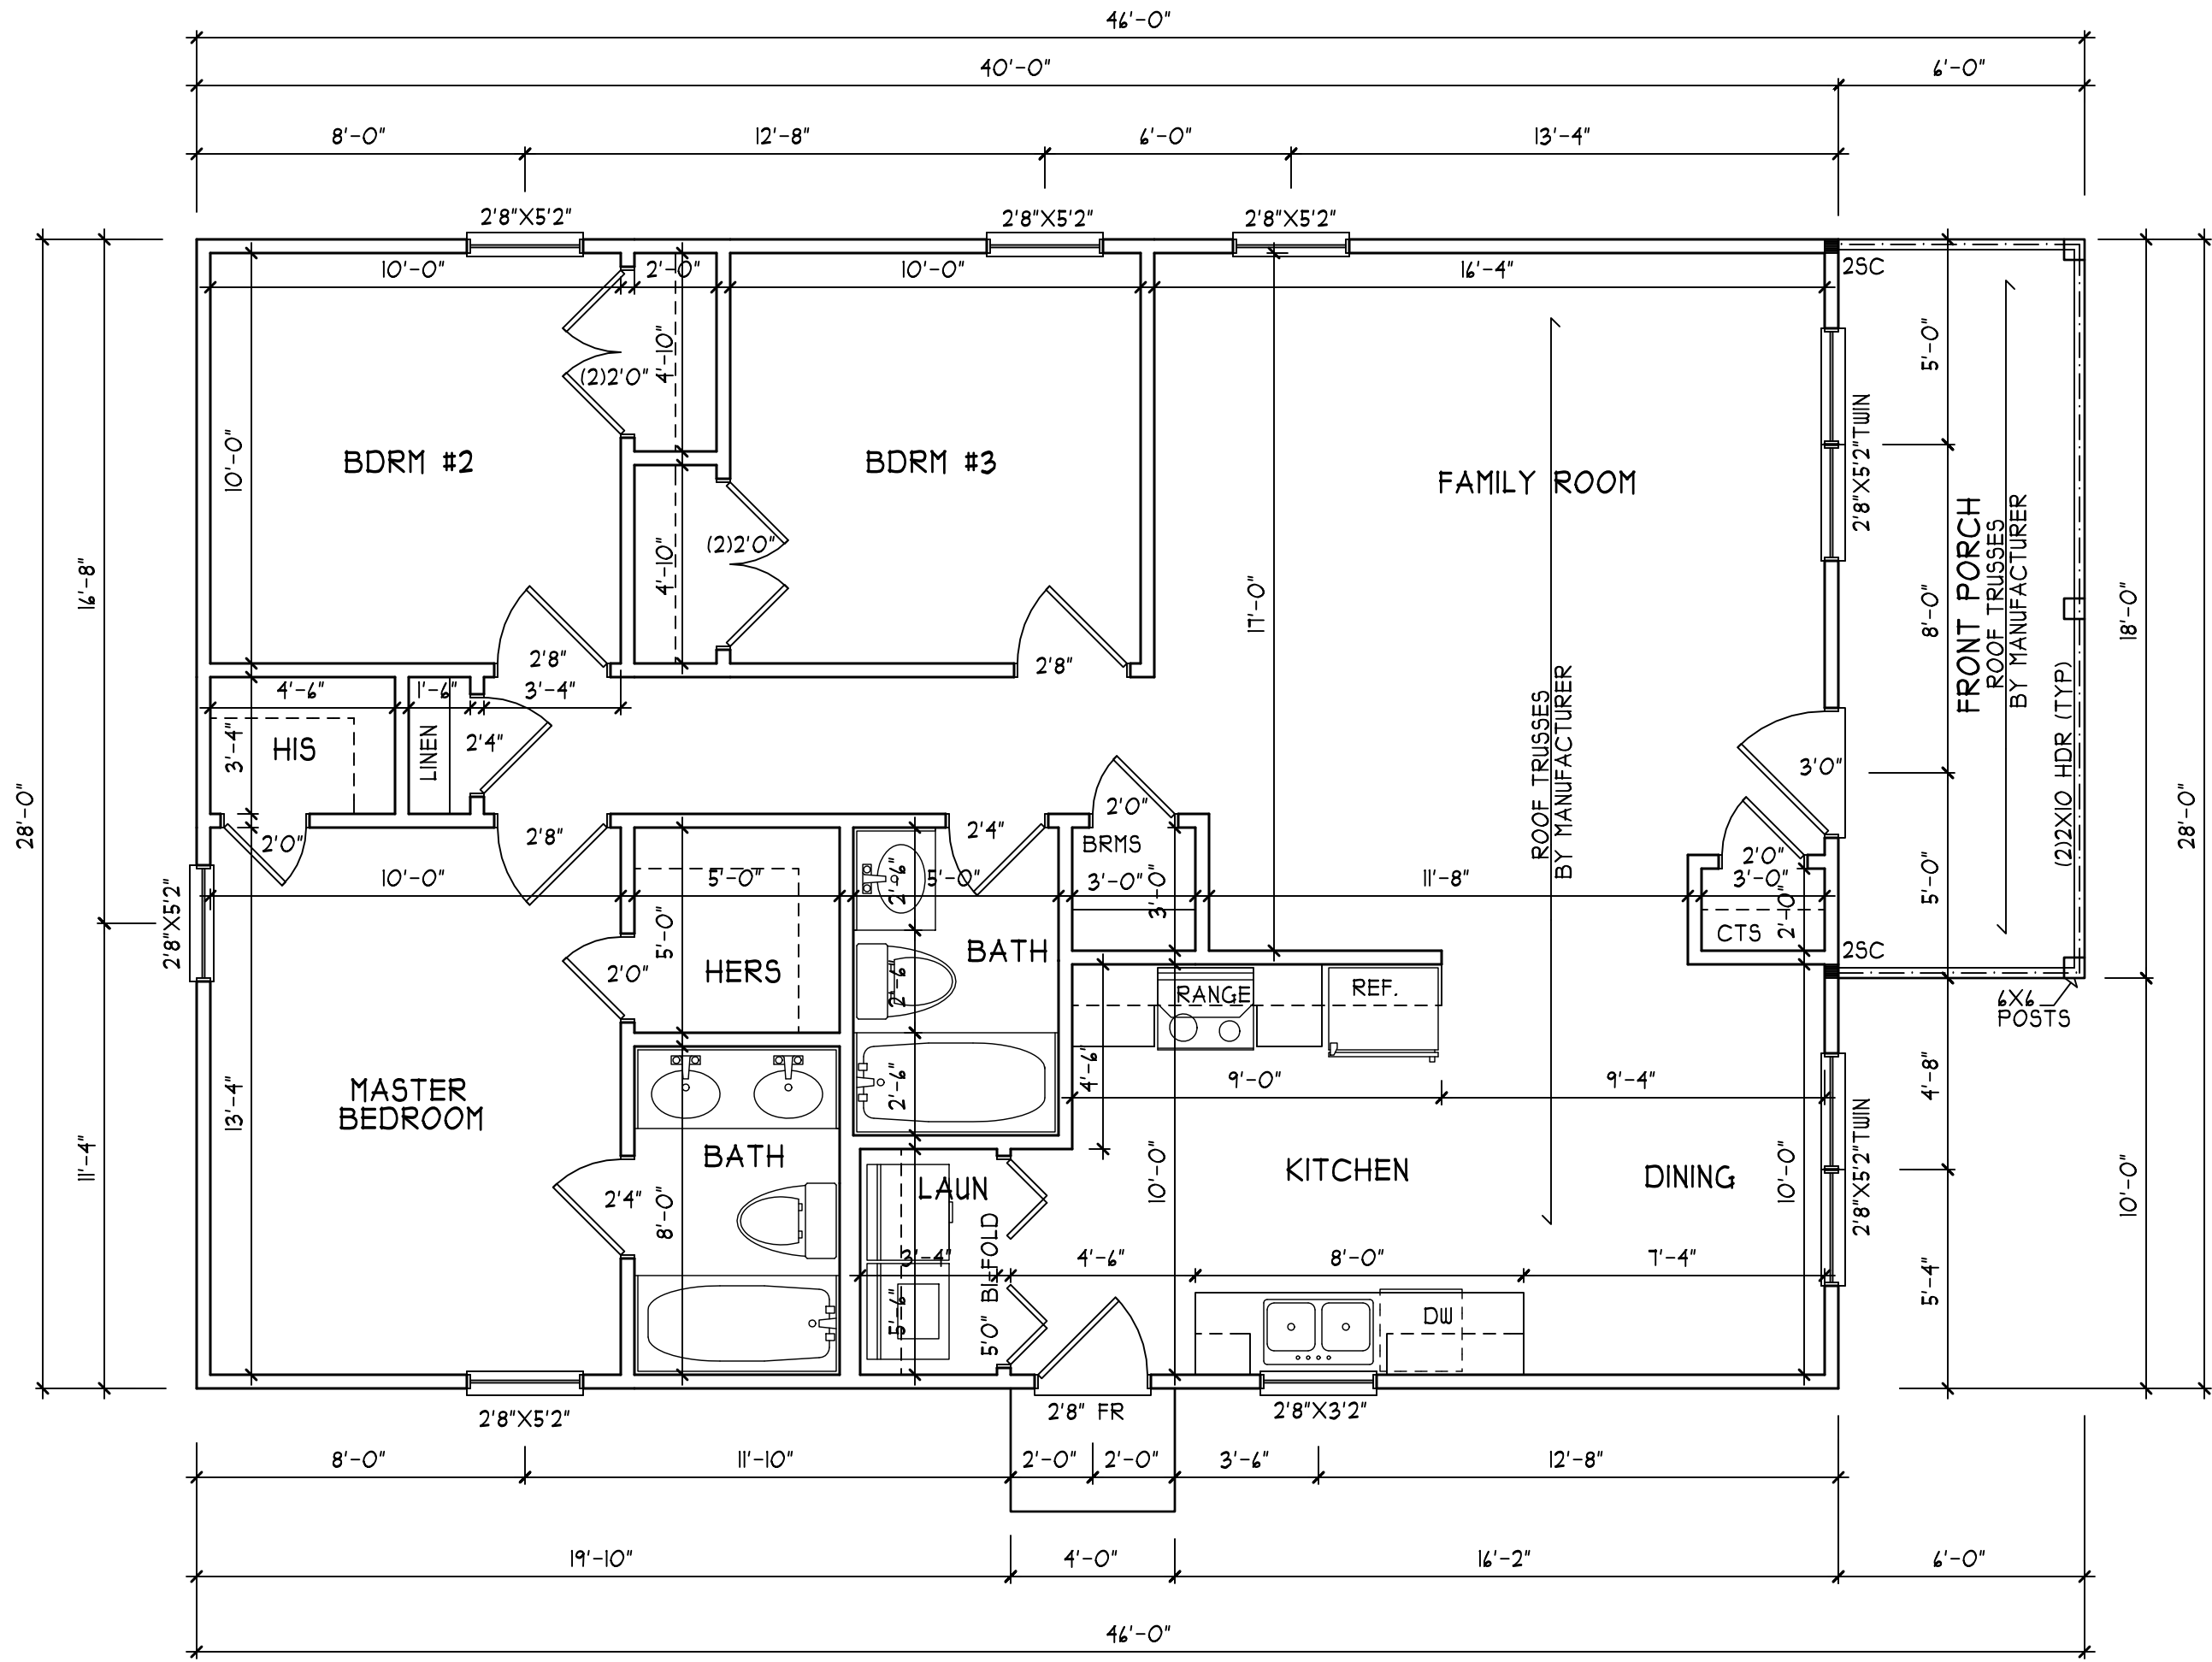 46'-0"
40'-0" 6'-0"
8'-0" 12'-8" 6'-0" 13'-4"
2'8"X5'2" 2'8"X5'2" 2'8"X5'2"
10'-0" 2'-0" 10'-0" 16'-4" 2SC
4'-10"
5'-0"
(2)2'0"
10'-0"
BDRM #2
BDRM #3
FAMILY ROOM
2'8"X5'2"TWIN
(2)2'0"
4'-10"
16'-8"
17'-0"
8'-0"
FRONT PORCH
ROOF TRUSSES
BY MANUFACTURER
18'-0"
2'8" 2'8"
4'-6" 1'-6" 3'-4"
3'-4"
HIS
LINEN
2'4"
ROOF TRUSSES
BY MANUFACTURER
3'0"
(2)2X10 HDR (TYP)
28'-0"
28'-0"
2'0" 2'8" 2'4" 2'0"
BRMS
2'0"
10'-0" 5'-0" 5'-0" 3'-0" 11'-8" 3'-0"
2'8"X5'2"
2'-6"
3'-0"
2'-0"
5'-0"
5'-0"
CTS
2SC
BATH
2'0"
HERS
2'-6"
RANGE
REF.
6X6
POSTS
MASTER
BEDROOM
13'-4"
2'-6"
4'-6"
9'-0" 9'-4"
4'-8"
11'-4"
BATH
2'8"X5'2"TWIN
10'-0"
KITCHEN
DINING
10'-0"
10'-0"
LAUN
2'4"
8'-0"
3'-4" 4'-6" 8'-0" 7'-4"
5'-6"
5'0" BI-FOLD
DW
5'-4"
2'8"X5'2" 2'8" FR 2'8"X3'2"
8'-0" 11'-10" 2'-0" 2'-0" 3'-6" 12'-8"
19'-10" 4'-0" 16'-2" 6'-0"
46'-0"